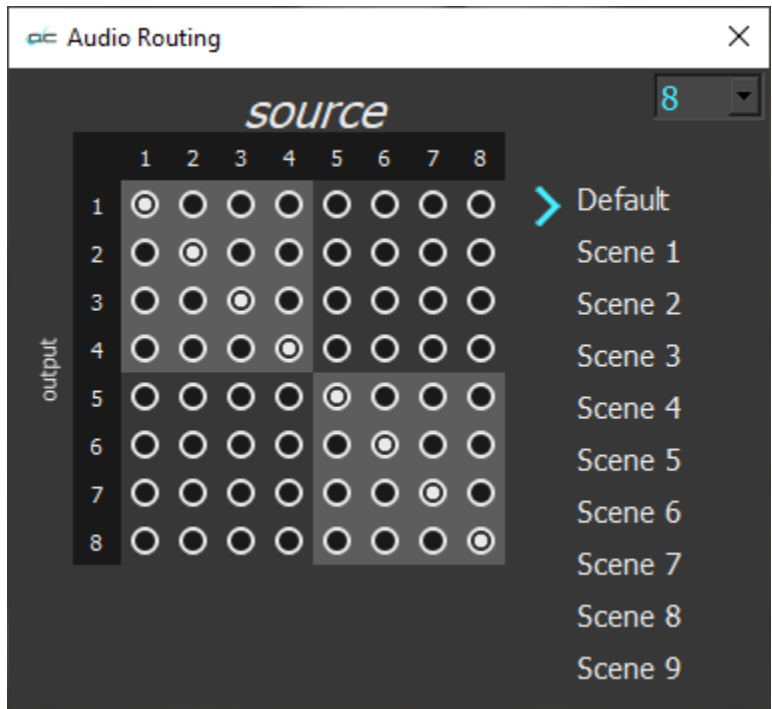 Audio Routing
8
source
1 2 3 4 5 6 7 8
1
2
3
4
5
6
7
8
output
Default
Scene 1
Scene 2
Scene 3
Scene 4
Scene 5
Scene 6
Scene 7
Scene 8
Scene 9